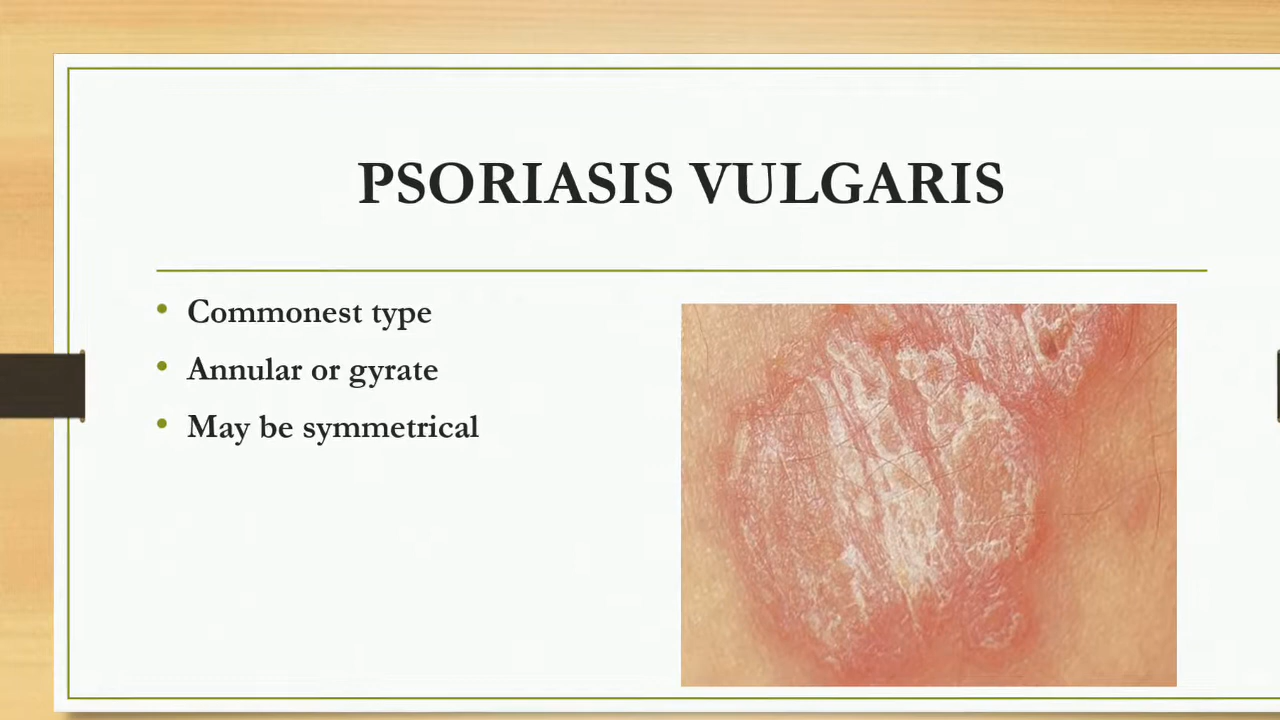 PSORIASIS VULGARIS
• Commonest type
• Annular or gyrate
• May be symmetrical